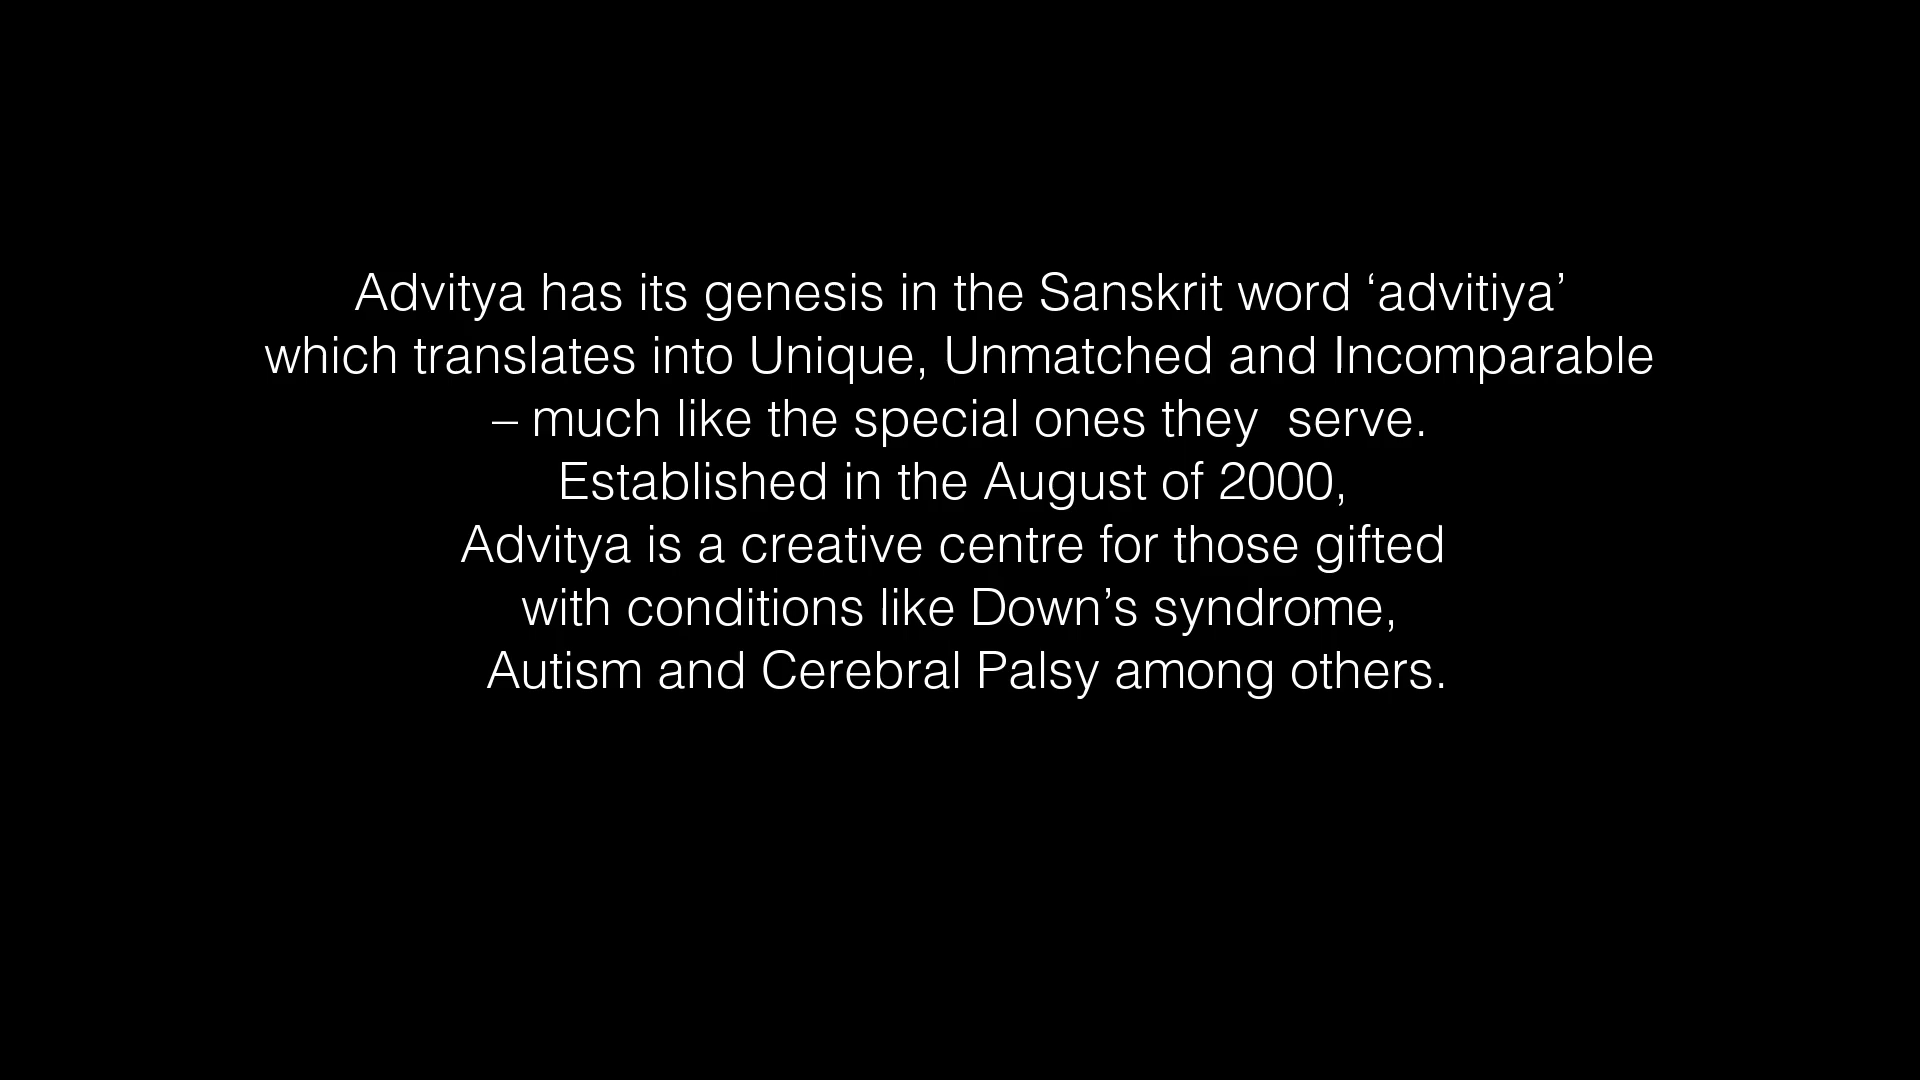 Advitya has its genesis in the Sanskrit word ‘advitiya’
which translates into Unique, Unmatched and Incomparable
– much like the special ones they  serve.
Established in the August of 2000,
Advitya is a creative centre for those gifted
with conditions like Down’s syndrome,
Autism and Cerebral Palsy among others.